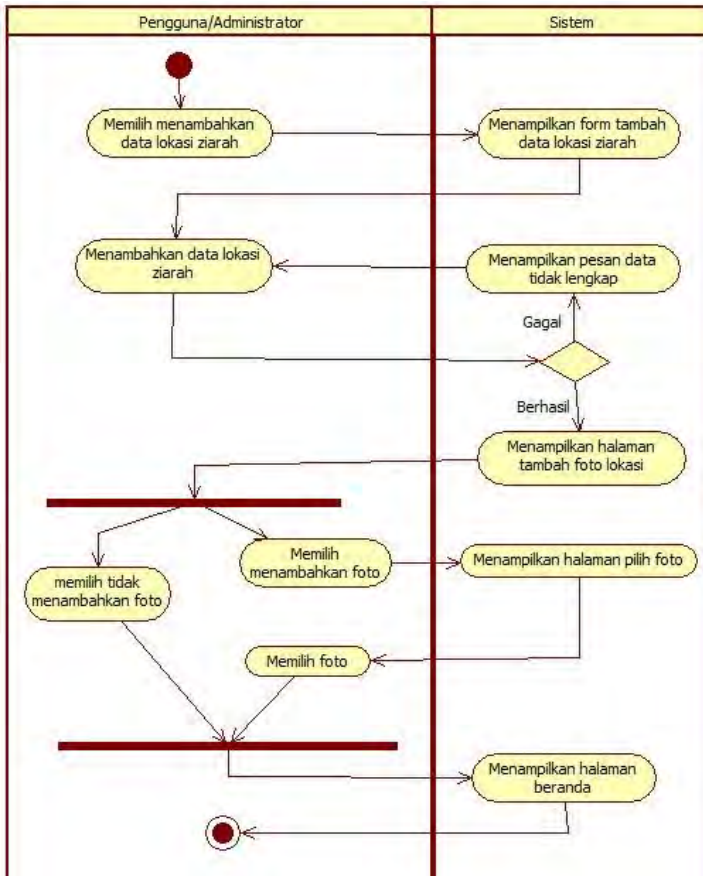 Pengguna/Administrator
Sistem
Memilih menambahkan
data lokasi ziarah
Menampilkan form tambah
data lokasi ziarah
Menambahkan data lokasi
ziarah
Menampilkan pesan data
tidak lengkap
Gagal
Berhasil
Menampilkan halaman
tambah foto lokasi
memilih tidak
menambahkan foto
Memilih
menambahkan foto
Menampilkan halaman pilih foto
Memilih foto
Menampilkan halaman
beranda